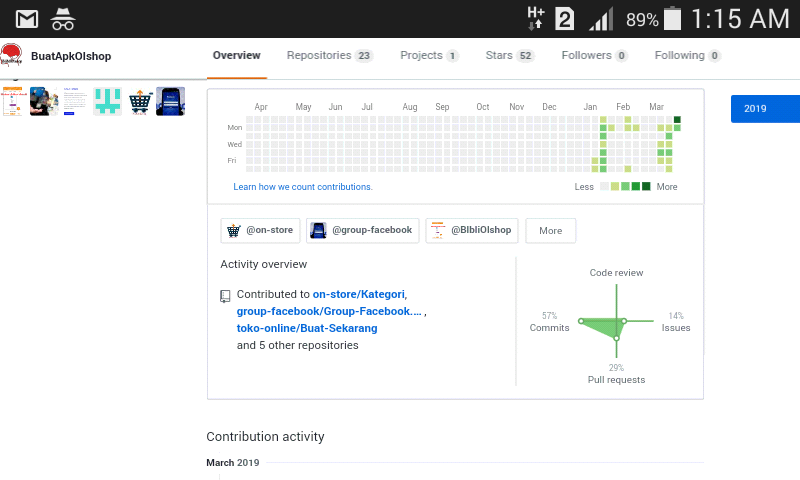 H+ 2 89% 1:15 AM
BuatApkOlshop
Overview Repositories 23 Projects 1 Stars 52 Followers 0 Following 0
2019
Apr May Jun Jul Aug Sep Oct Nov Dec Jan Feb Mar
Mon
Wed
Fri
Learn how we count contributions. Less More
@on-store @group-facebook @BlbliOlshop More
Activity overview
Contributed to on-store/Kategori,
group-facebook/Group-Facebook.... ,
toko-online/Buat-Sekarang
and 5 other repositories
Code review
57%
Commits
14%
Issues
29%
Pull requests
Contribution activity
March 2019